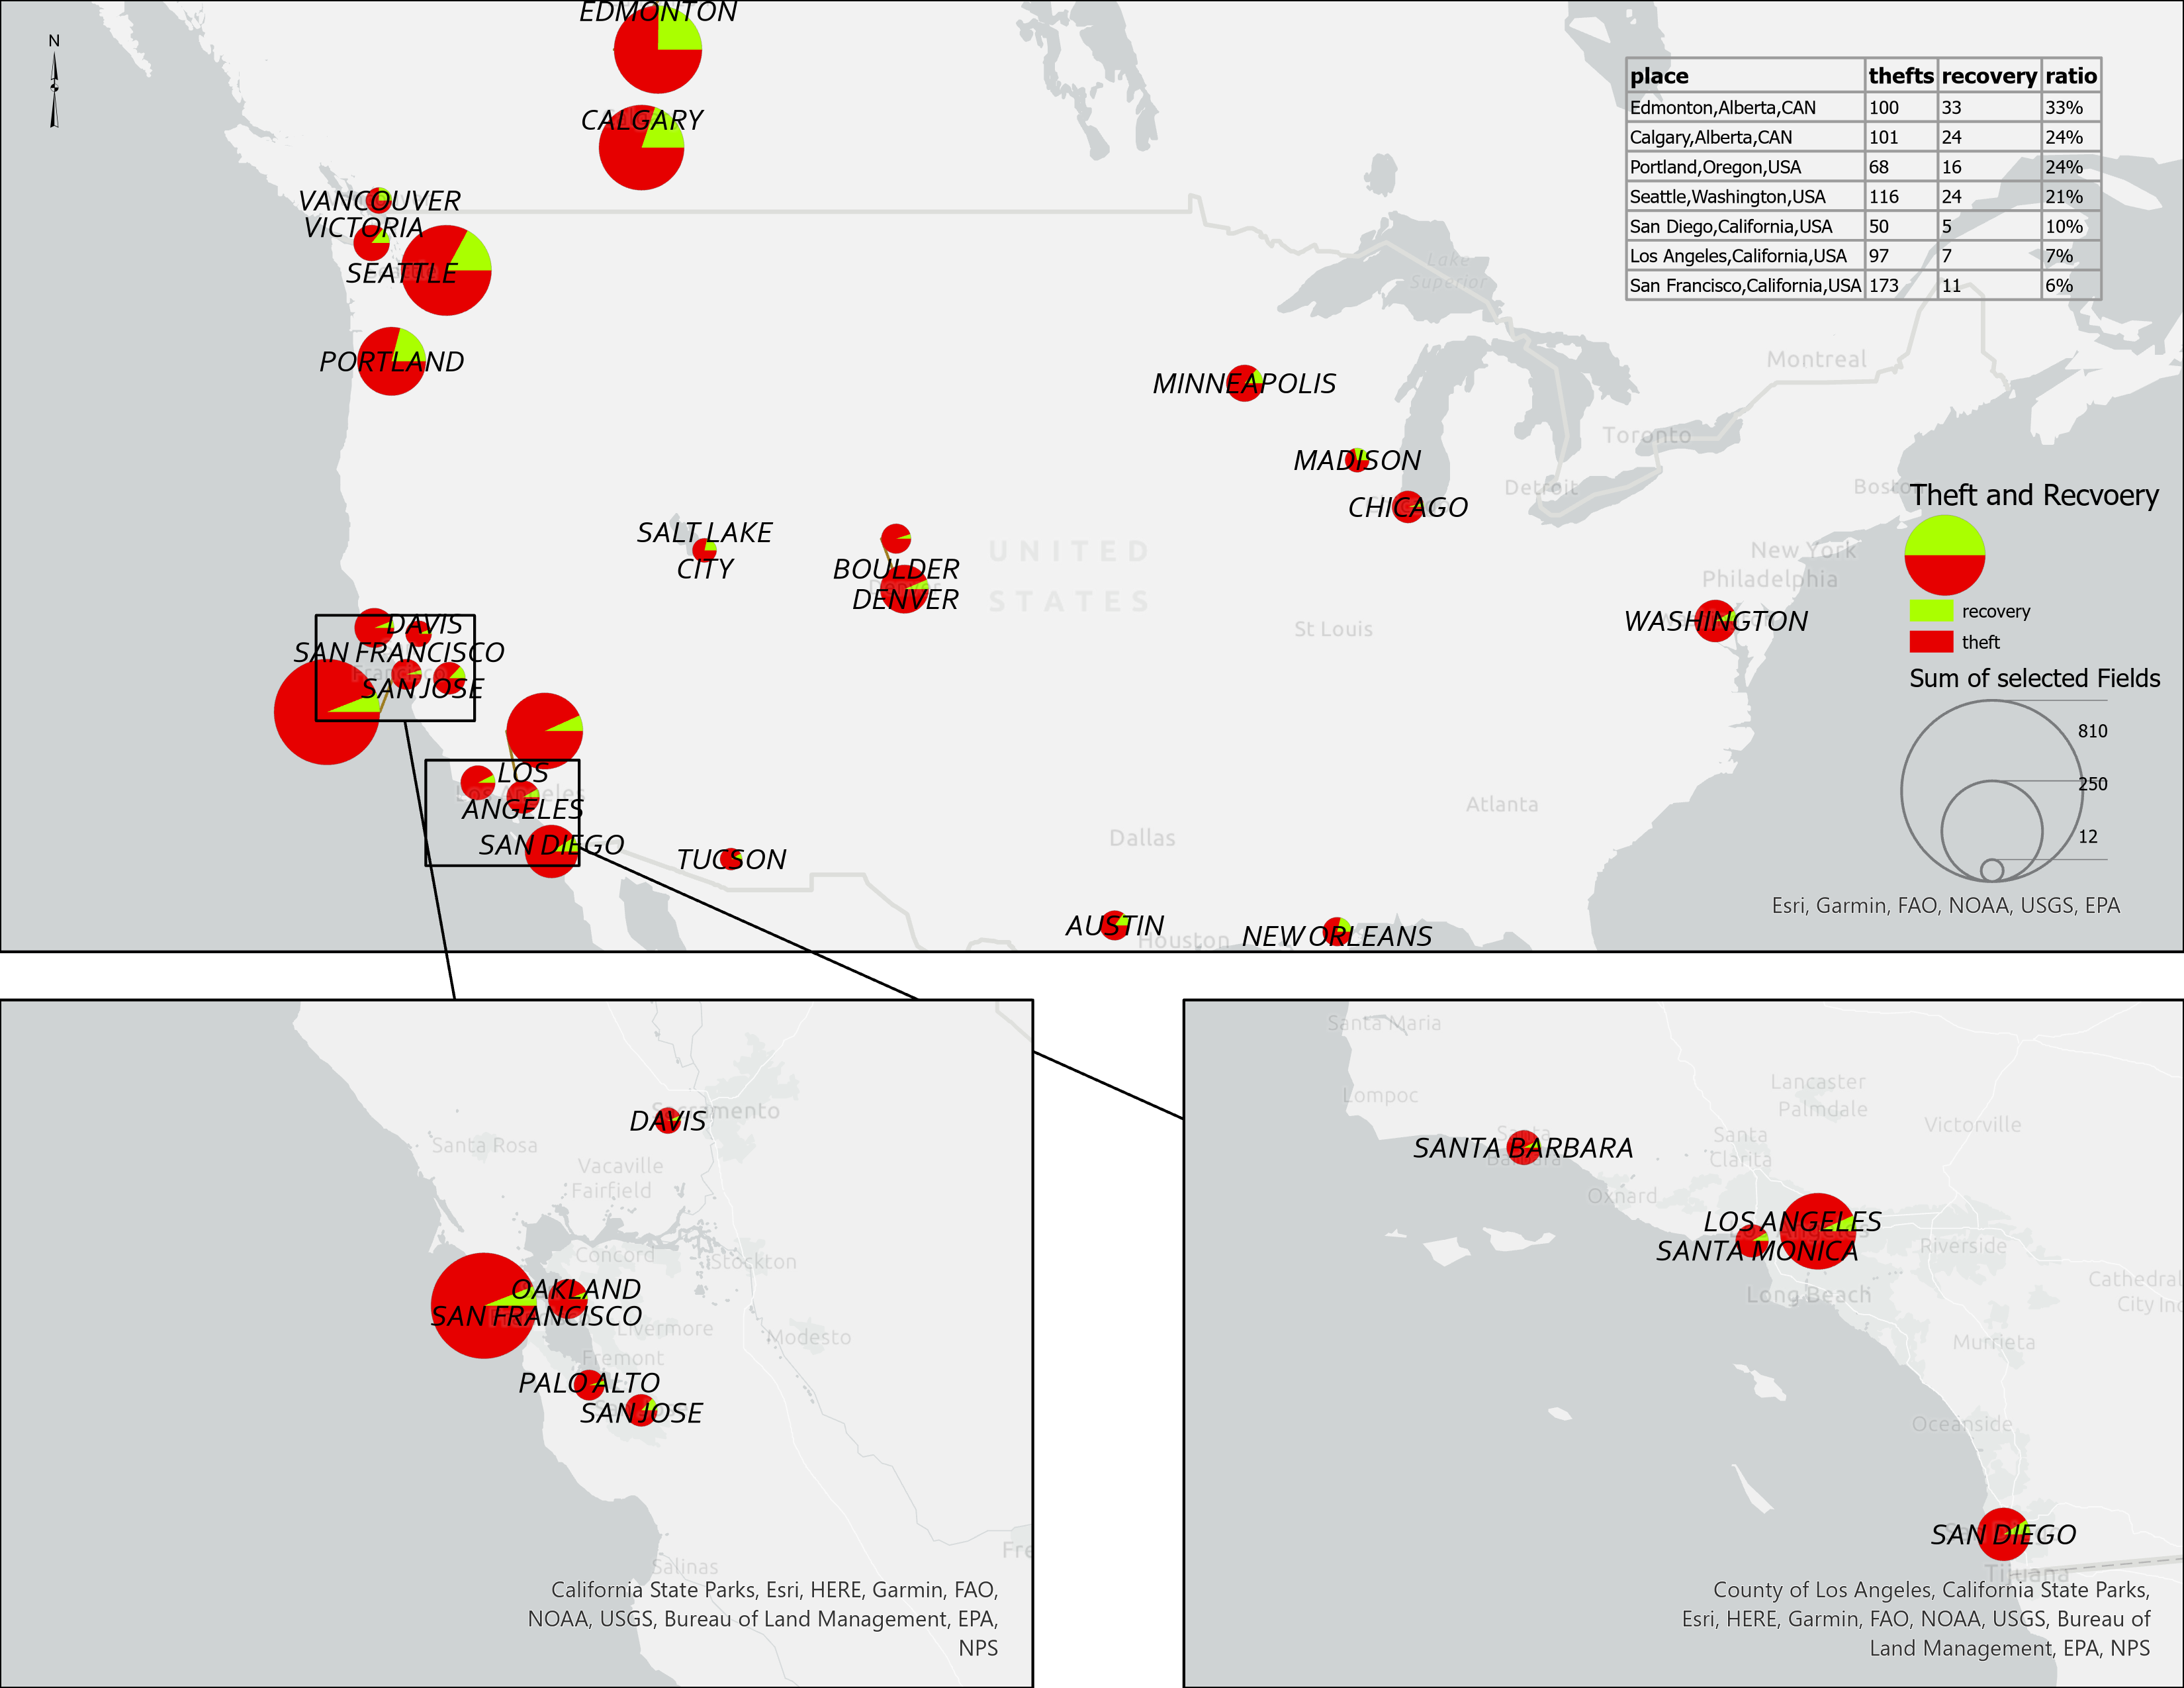 N
EDMONTON
CALGARY
VANCOUVER
VICTORIA
SEATTLE
PORTLAND
place thefts recovery ratio
Edmonton,Alberta,CAN 100 33 33%
Calgary,Alberta,CAN 101 24 24%
Portland,Oregon,USA 68 16 24%
Seattle,Washington,USA 116 24 21%
San Diego,California,USA 50 5 10%
Los Angeles,California,USA 97 7 7%
San Francisco,California,USA 173 11 6%
Lake
Superior
Montreal
MINNEAPOLIS
Toronto
MADISON
Detroit
Boston
CHICAGO
SALT LAKE
CITY
BOULDER
DENVER
UNITED
STATES
New York
Philadelphia
St Louis
WASHINGTON
Theft and Recvoery
recovery
theft
Sum of selected Fields
810
250
12
DAVIS
SAN FRANCISCO
SAN JOSE
LOS
ANGELES
Los Angeles
SAN DIEGO
TUCSON
Dallas
Atlanta
AUSTIN
Houston
NEW ORLEANS
Esri, Garmin, FAO, NOAA, USGS, EPA
Sacramento
DAVIS
Santa Rosa
Vacaville
Fairfield
Concord
Stockton
OAKLAND
SAN FRANCISCO
Livermore
Modesto
Fremont
PALO ALTO
SAN JOSE
Salinas
Fre
California State Parks, Esri, HERE, Garmin, FAO,
NOAA, USGS, Bureau of Land Management, EPA,
NPS
Santa Maria
Lompoc
Lancaster
Palmdale
Victorville
Santa
Barbara
SANTA BARBARA
Santa
Clarita
Oxnard
LOS ANGELES
Los Angeles
SANTA MONICA
Riverside
Long Beach
Cathedral
City
Ind
Murrieta
Oceanside
SAN DIEGO
Tijuana
County of Los Angeles, California State Parks,
Esri, HERE, Garmin, FAO, NOAA, USGS, Bureau of
Land Management, EPA, NPS